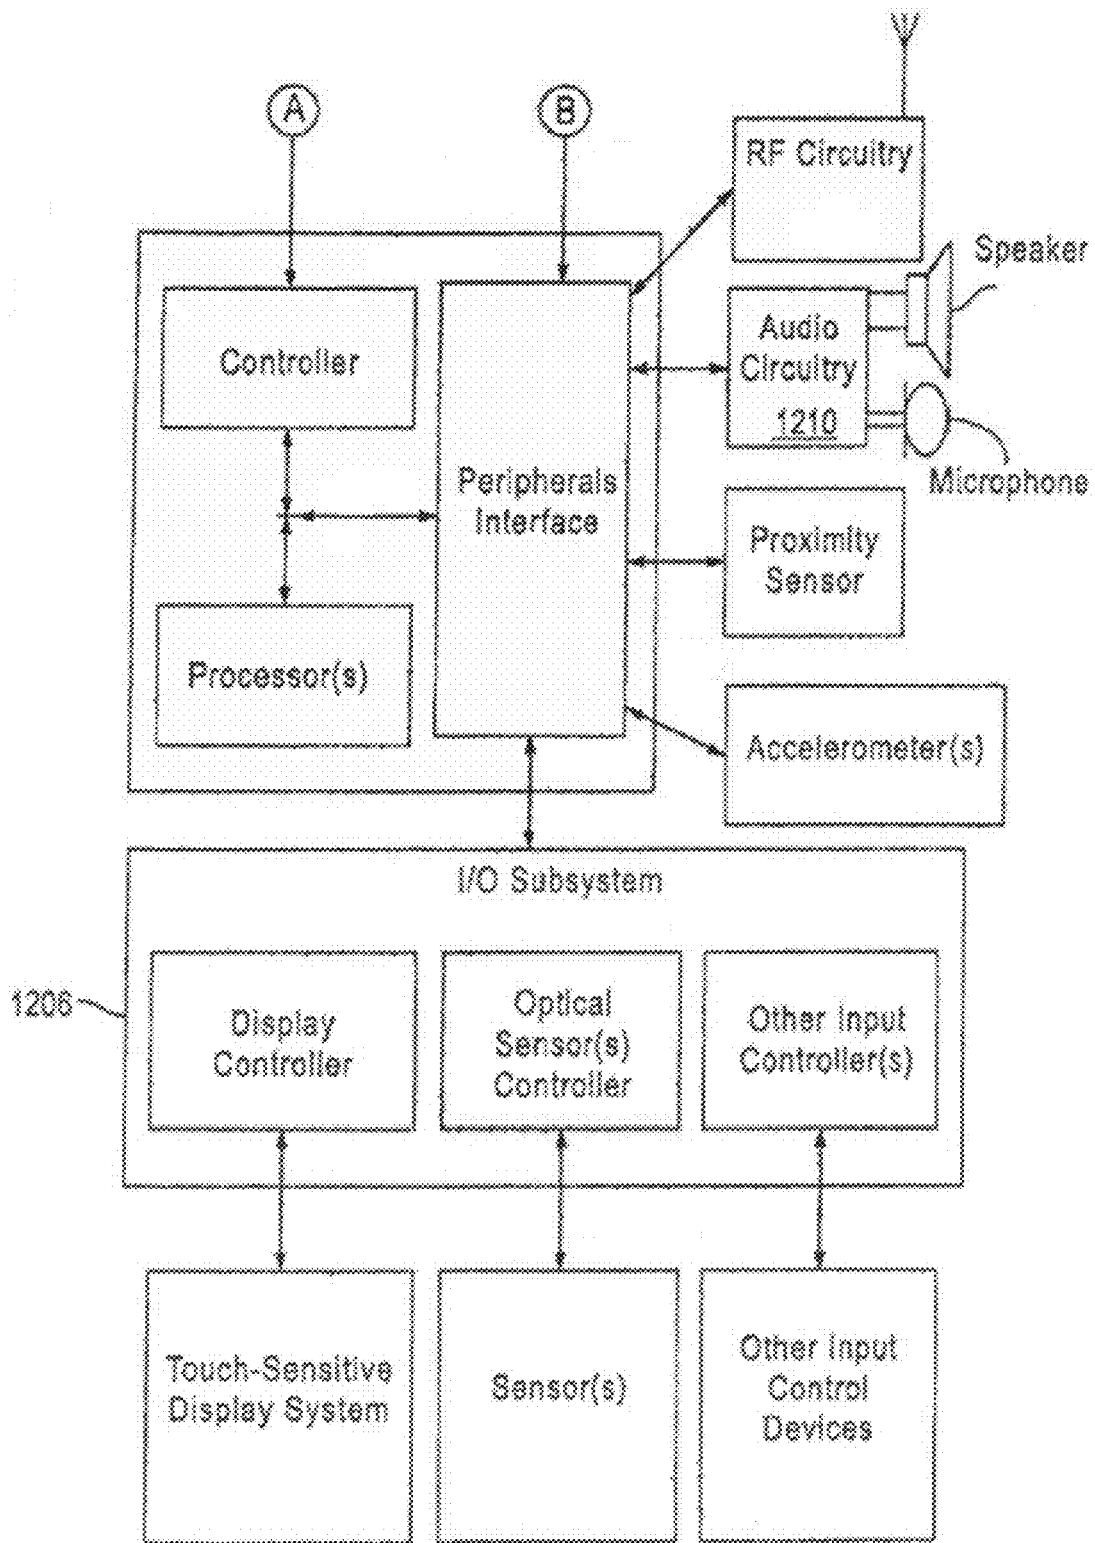 A
B
RF Circuitry
Speaker
Controller
Audio
Circuitry
1210
Peripherals
Interface
Microphone
Proximity
Sensor
Processor(s)
Accelerometer(s)
I/O Subsystem
1206
Display
Controller
Optical
Sensor(s)
Controller
Other Input
Controller(s)
Touch-Sensitive
Display System
Sensor(s)
Other Input
Control
Devices